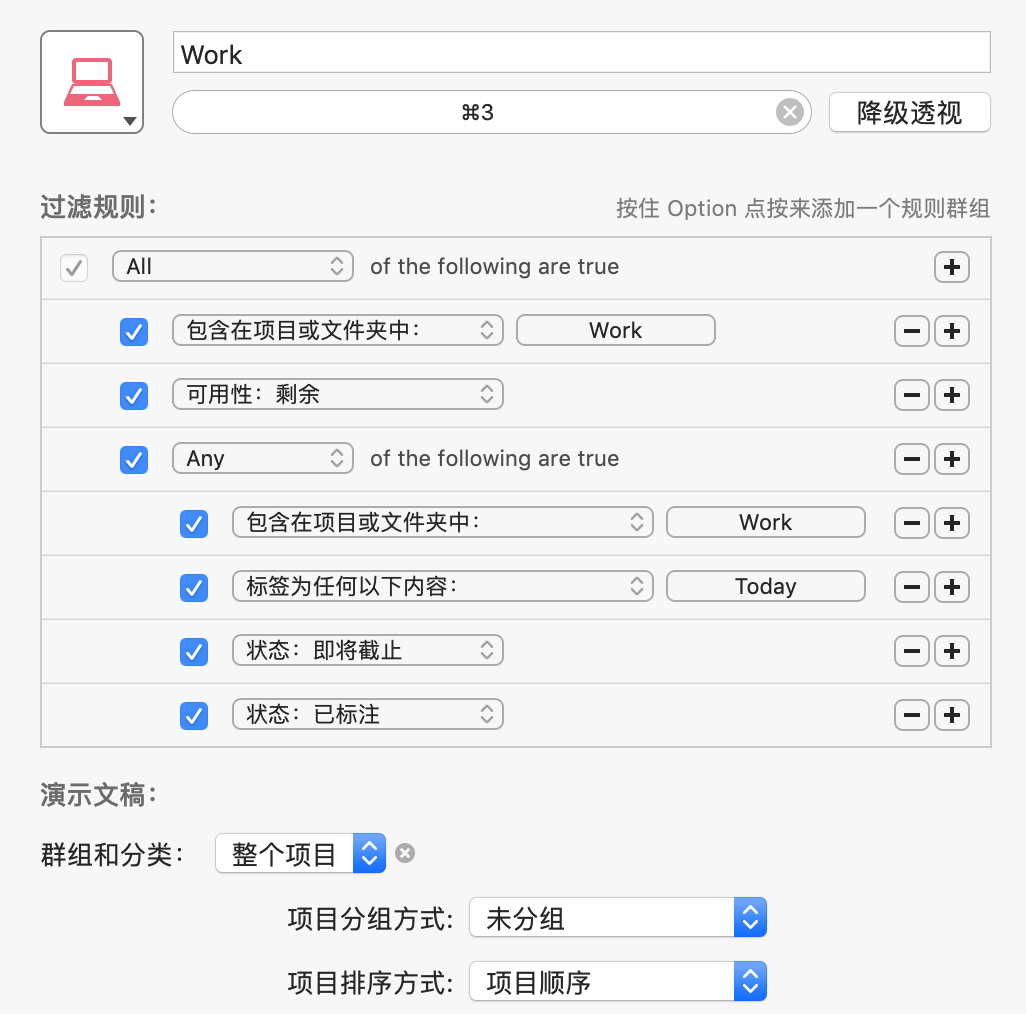 Work
⌘3
降级透视
过滤规则：
按住 Option 点按来添加一个规则群组
All of the following are true
包含在项目或文件夹中： Work
可用性：剩余
Any of the following are true
包含在项目或文件夹中： Work
标签为任何以下内容： Today
状态：即将截止
状态：已标注
演示文稿：
群组和分类： 整个项目
项目分组方式: 未分组
项目排序方式: 项目顺序